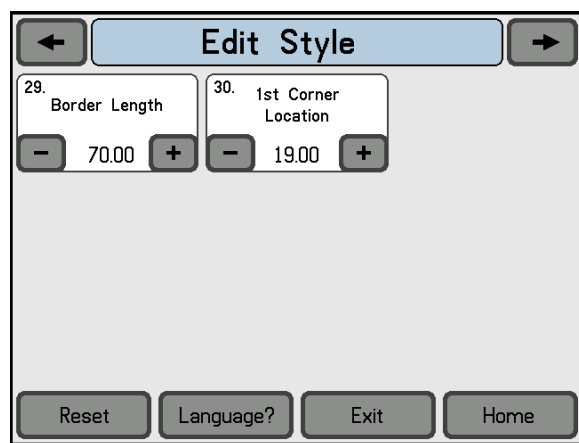 Edit Style
29.
Border Length
- 70.00 +
30.
1st Corner
Location
- 19.00 +
Reset Language? Exit Home